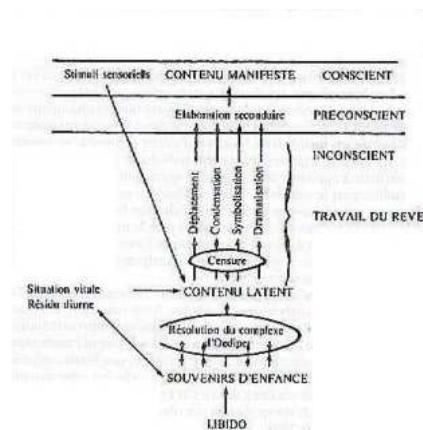 Stimuli sensoriels CONTENU MANIFESTE CONSCIENT
Elaboration secondaire PRÉCONSCIENT
INCONSCIENT
Déplacement
Condensation
Symbolisation
Dramatisation
TRAVAIL DU REVE
Censure
Situation vitale
Résidu diurne
CONTENU LATENT
Résolution du complexe
d'Oedipe
SOUVENIRS D'ENFANCE
LIBIDO